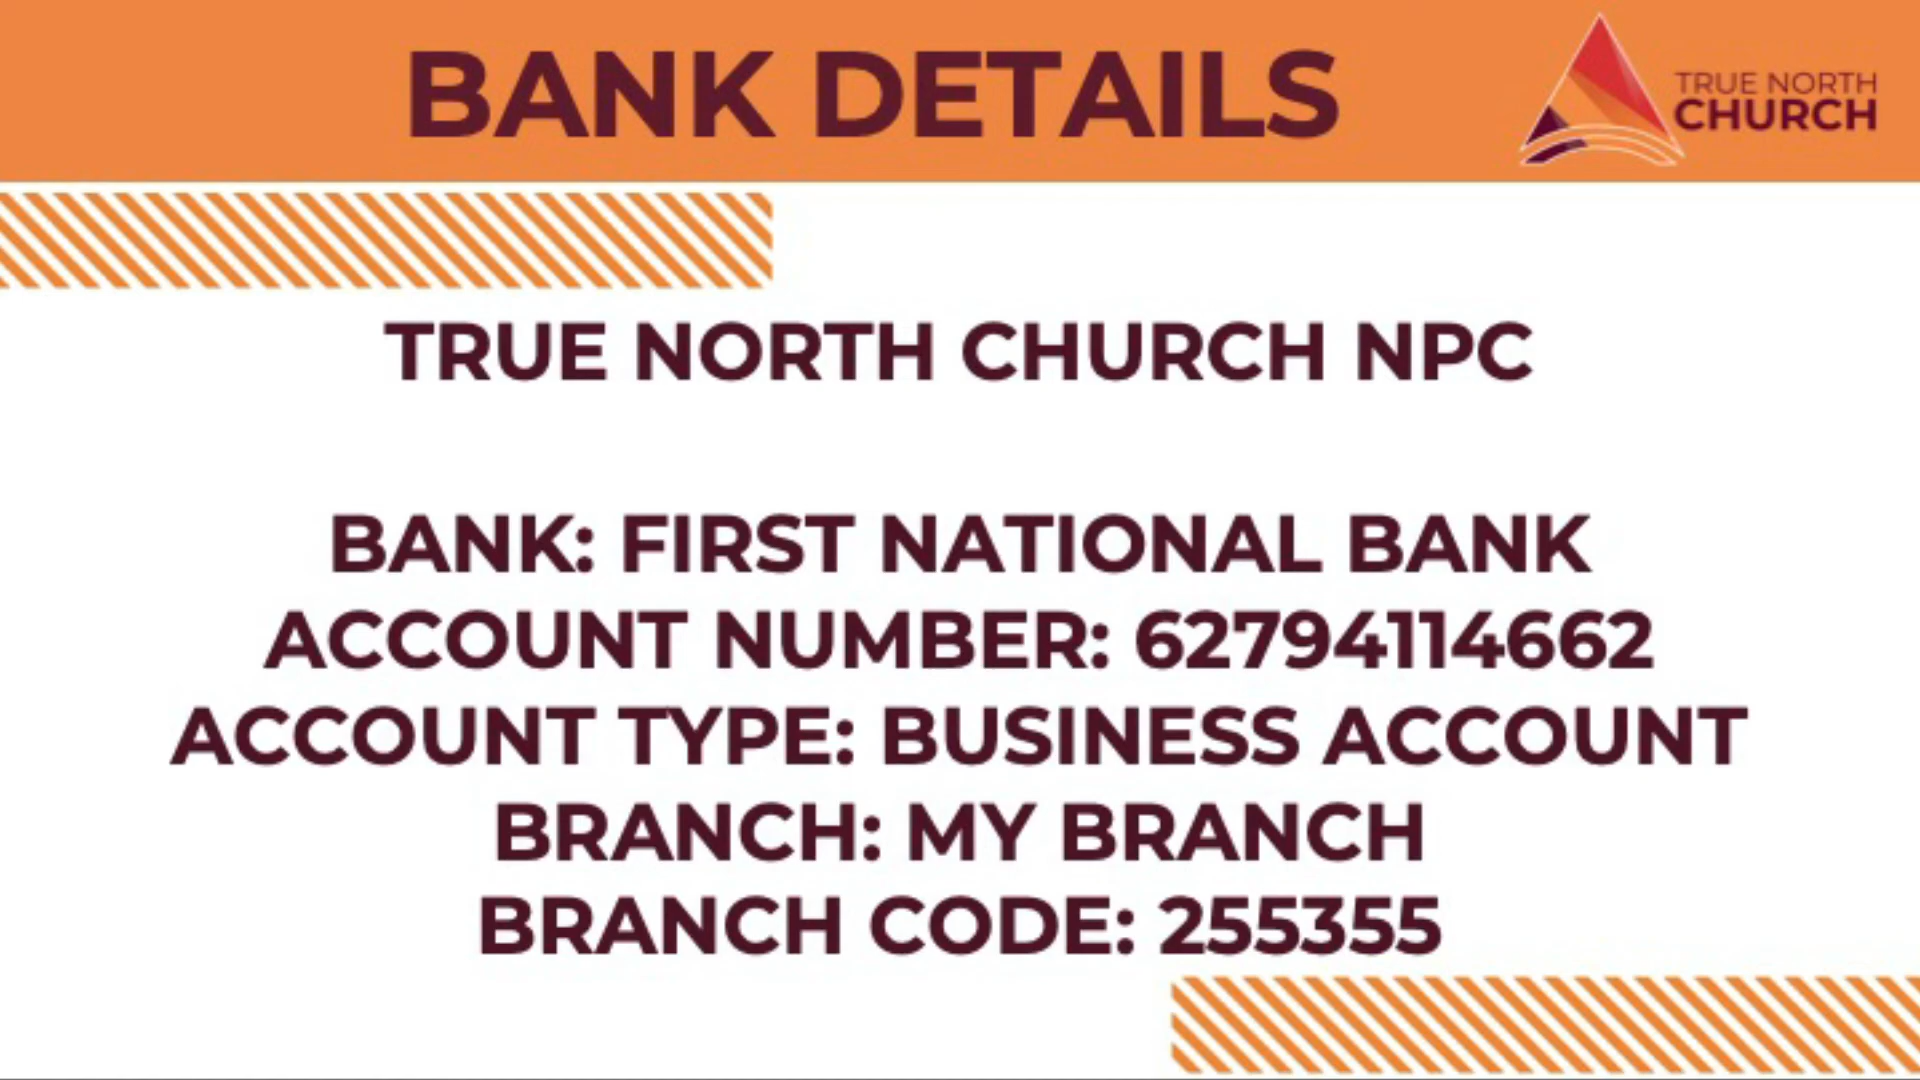 BANK DETAILS
TRUE NORTH
CHURCH
TRUE NORTH CHURCH NPC
BANK: FIRST NATIONAL BANK
ACCOUNT NUMBER: 62794114662
ACCOUNT TYPE: BUSINESS ACCOUNT
BRANCH: MY BRANCH
BRANCH CODE: 255355